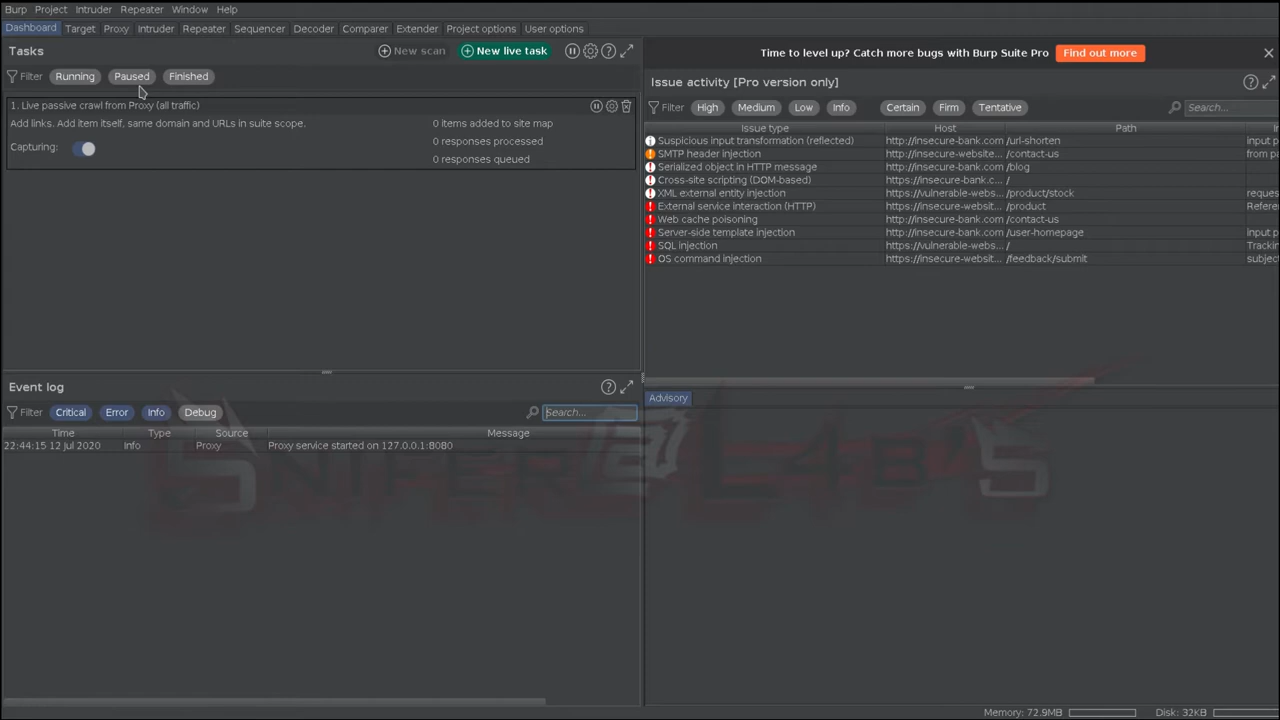 Burp Project Intruder Repeater Window Help
Dashboard Target Proxy Intruder Repeater Sequencer Decoder Comparer Extender Project options User options
Tasks
New scan
New live task
Filter Running Paused Finished
1. Live passive crawl from Proxy (all traffic)
Add links. Add item itself, same domain and URLs in suite scope.
0 items added to site map
Capturing:
0 responses processed
0 responses queued
Time to level up? Catch more bugs with Burp Suite Pro Find out more
Issue activity [Pro version only]
Filter High Medium Low Info Certain Firm Tentative Search...
Issue type Host Path
Suspicious input transformation (reflected) http://insecure-bank.com /url-shorten input p
SMTP header injection http://insecure-website... /contact-us from pa
Serialized object in HTTP message https://insecure-bank.com /blog
Cross-site scripting (DOM-based) https://insecure-bank.c... /
XML external entity injection https://vulnerable-webs... /product/stock reques
External service interaction (HTTP) https://insecure-websit... /product Refere
Web cache poisoning http://insecure-bank.com /contact-us
Server-side template injection http://insecure-bank.com /user-homepage Input p
SQL injection https://vulnerable-webs... / Trackin
OS command injection https://insecure-websit... /feedback/submit subject
Event log
Filter Critical Error Info Debug Search...
Time Type Source Message
22:44:15 12 Jul 2020 Info Proxy Proxy service started on 127.0.0.1:8080
Advisory
SNIFER@L4B'S
Memory: 72.9MB Disk: 32KB